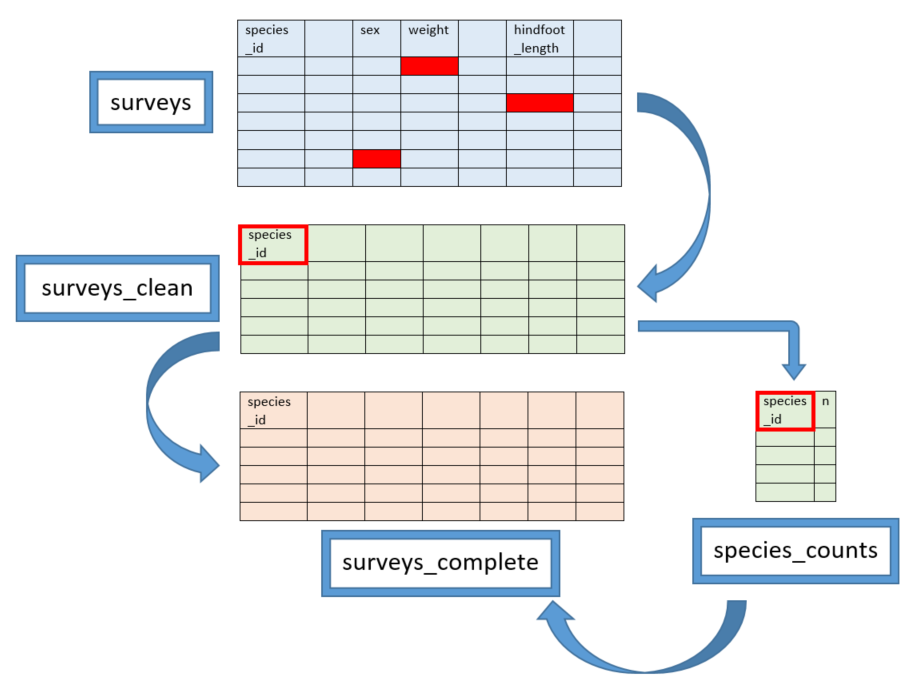 species sex weight hindfoot
_id _length
surveys
species
_id
surveys_clean
species
_id
species n
_id
surveys_complete
species_counts